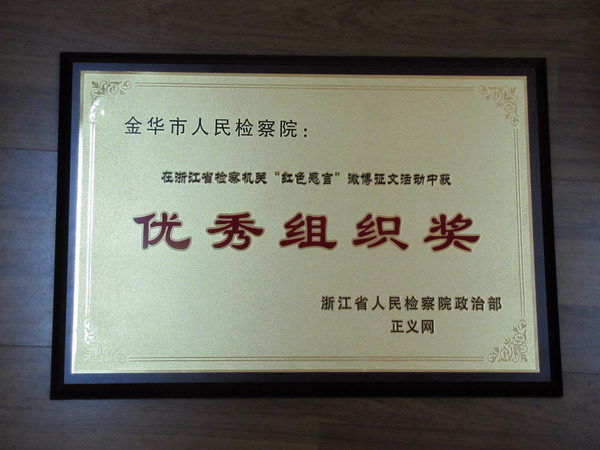 金华市人民检察院：
在浙江省检察机关“红色感言”微博征文活动中获
优秀组织奖
浙江省人民检察院政治部
正义网